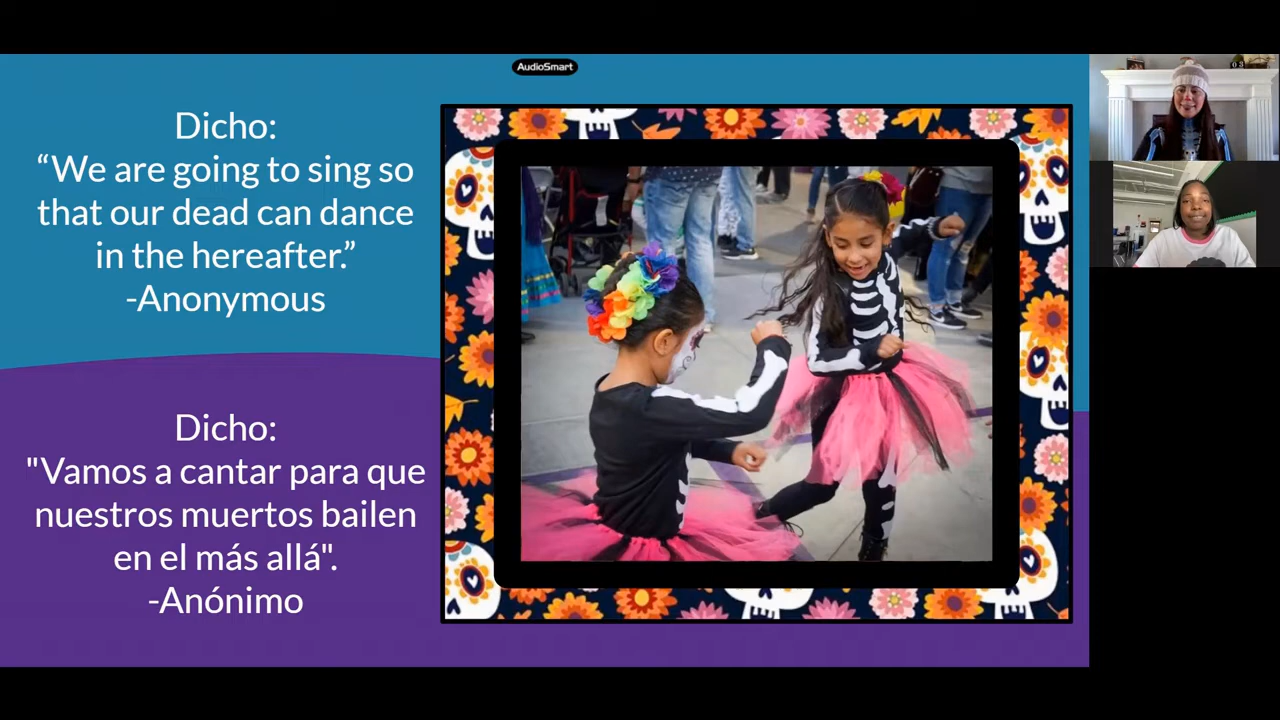 AudioSmart
Dicho:
“We are going to sing so
that our dead can dance
in the hereafter.”
-Anonymous
Dicho:
"Vamos a cantar para que
nuestros muertos bailen
en el más allá".
-Anónimo